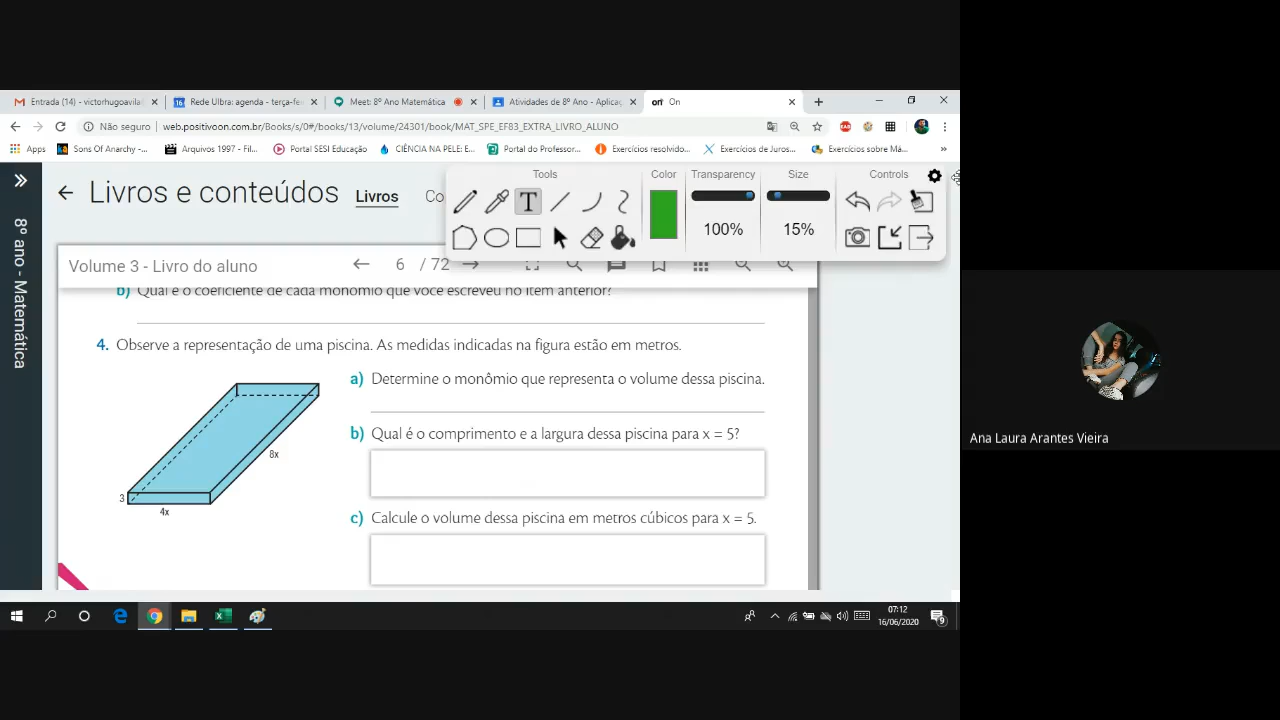 Entrada (14) - victorhugoavila
Rede Ulbra: agenda - terça-fe
Meet: 8º Ano Matemática
Atividades de 8º Ano - Aplicaç
on
On
Não seguro
web.positivoon.com.br/Books/s/0#/books/13/volume/24301/book/MAT_SPE_EF83_EXTRA_LIVRO_ALUNO
Apps
Sons Of Anarchy -...
Arquivos 1997 - Fil...
Portal SESI Educação
CIÊNCIA NA PELE: E...
Portal do Professor...
Exercícios resolvido...
Exercícios de Juros...
Exercícios sobre Má...
»
Livros e conteúdos
Livros
Co
Tools
Color
Transparency
Size
Controls
T
100%
15%
8º ano - Matemática
Volume 3 - Livro do aluno
6 / 72
b) Qual é o coeficiente de cada monômio que você escreveu no item anterior?
4. Observe a representação de uma piscina. As medidas indicadas na figura estão em metros.
a) Determine o monômio que representa o volume dessa piscina.
b) Qual é o comprimento e a largura dessa piscina para x = 5?
8x
3
4x
c) Calcule o volume dessa piscina em metros cúbicos para x = 5.
Ana Laura Arantes Vieira
07:12
16/06/2020
9